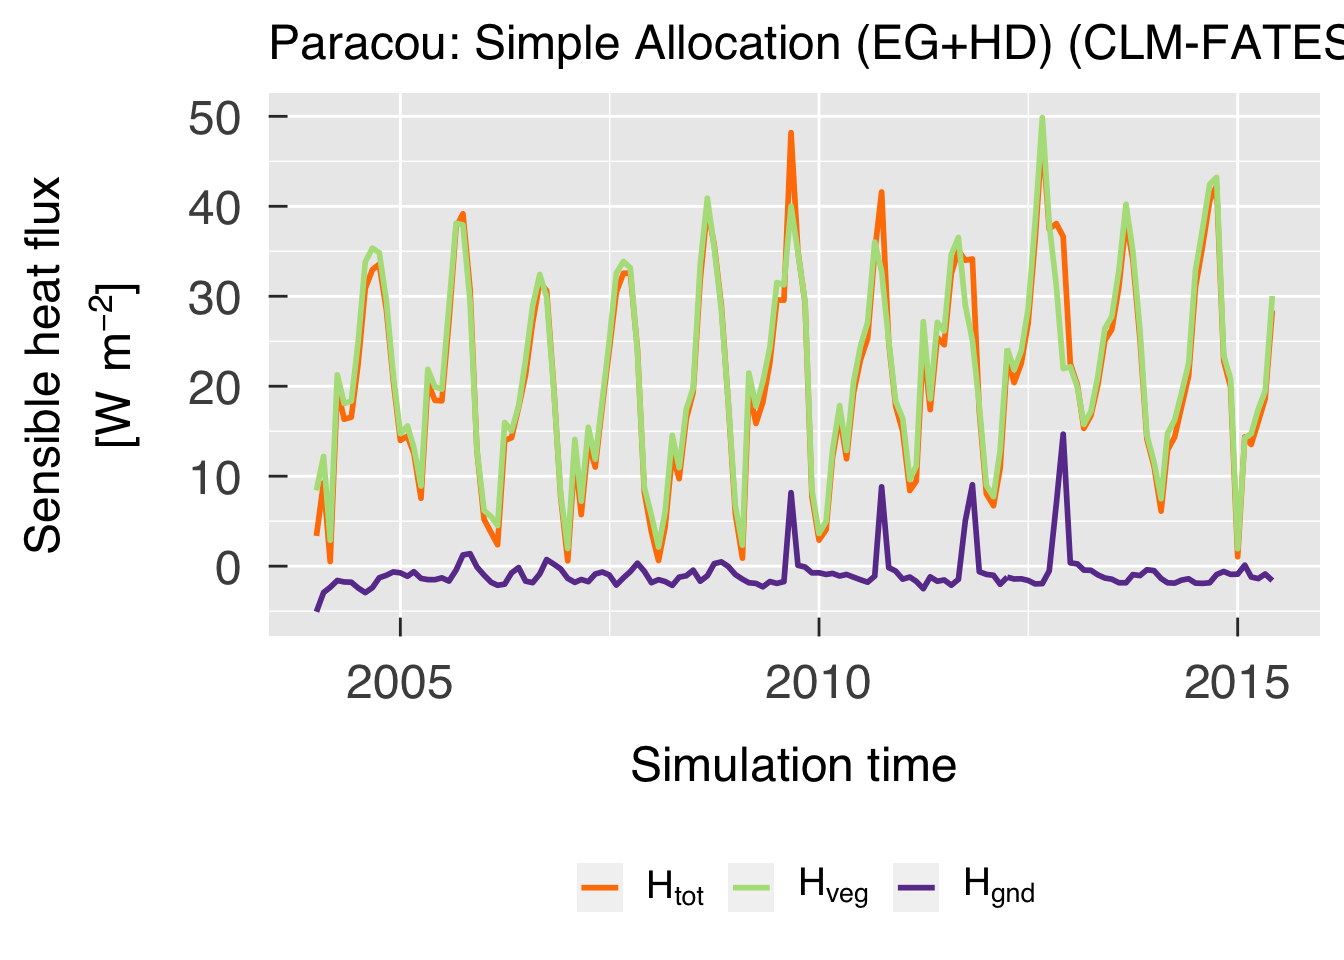 Paracou: Simple Allocation (EG+HD) (CLM-FATES
50
40
30
20
10
0
Sensible heat flux
[W m⁻²]
2005 2010 2015
Simulation time
H_tot H_veg H_gnd